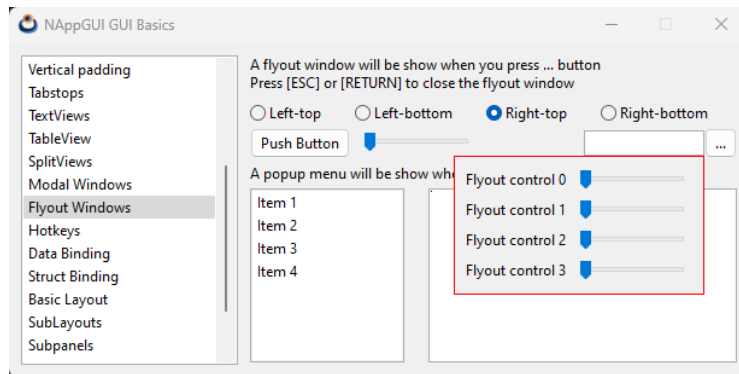 NAppGUI GUI Basics
Vertical padding
Tabstops
TextViews
TableView
SplitViews
Modal Windows
Flyout Windows
Hotkeys
Data Binding
Struct Binding
Basic Layout
SubLayouts
Subpanels
A flyout window will be show when you press ... button
Press [ESC] or [RETURN] to close the flyout window
Left-top Left-bottom Right-top Right-bottom
Push Button ...
A popup menu will be show
Item 1
Item 2
Item 3
Item 4
Flyout control 0
Flyout control 1
Flyout control 2
Flyout control 3